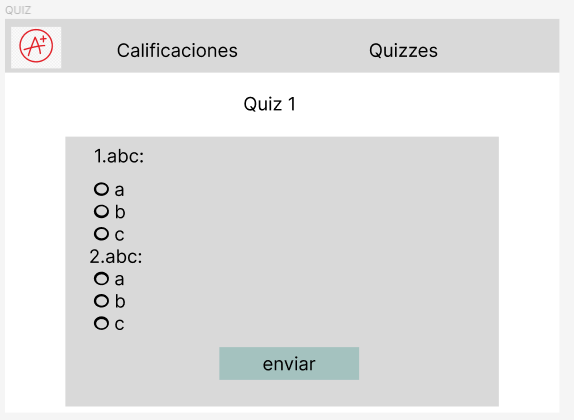 QUIZ
A+ Calificaciones Quizzes
Quiz 1
1.abc:
a
b
c
2.abc:
a
b
c
enviar